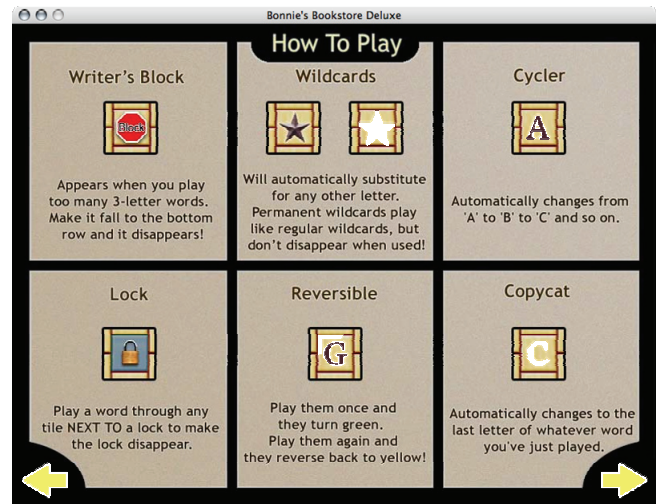 Bonnie's Bookstore Deluxe
How To Play
Writer's Block
Block
Appears when you play
too many 3-letter words.
Make it fall to the bottom
row and it disappears!
Wildcards
Will automatically substitute
for any other letter.
Permanent wildcards play
like regular wildcards, but
don't disappear when used!
Cycler
A
Automatically changes from
'A' to 'B' to 'C' and so on.
Lock
Play a word through any
tile NEXT TO a lock to make
the lock disappear.
Reversible
G
Play them once and
they turn green.
Play them again and
they reverse back to yellow!
Copycat
C
Automatically changes to the
last letter of whatever word
you've just played.